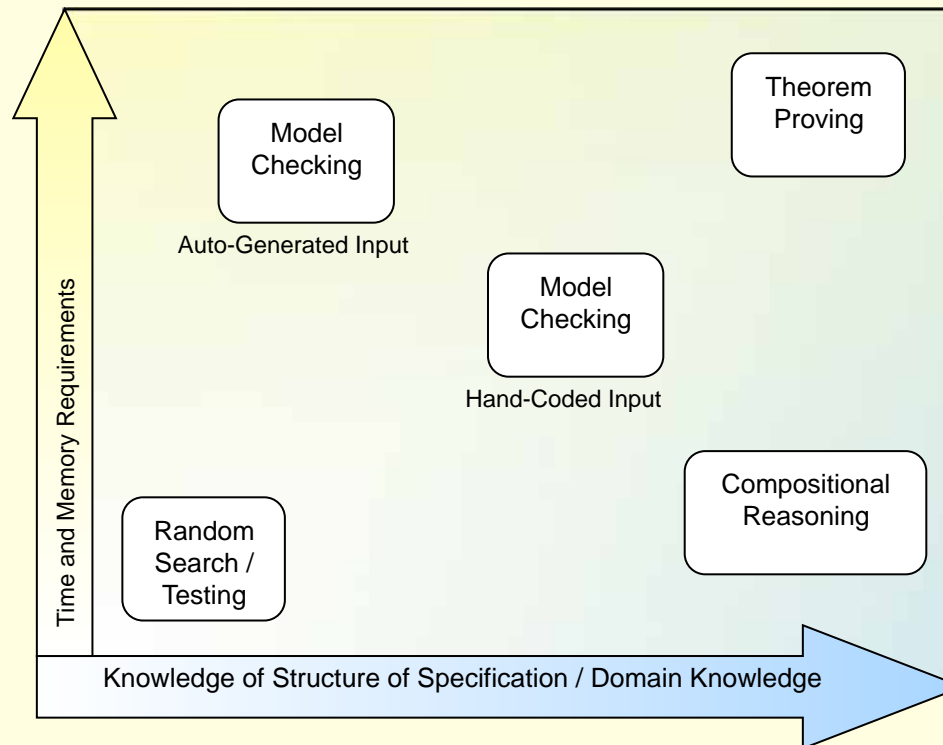 Theorem
Proving
Model
Checking
Auto-Generated Input
Model
Checking
Hand-Coded Input
Compositional
Reasoning
Random
Search /
Testing
Time and Memory Requirements
Knowledge of Structure of Specification / Domain Knowledge